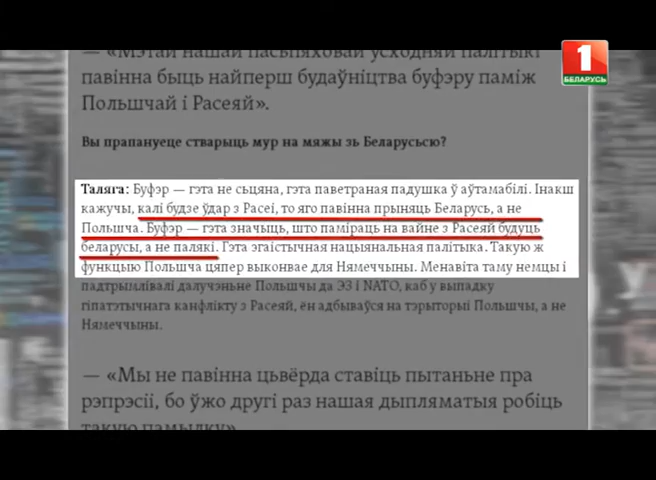 — «Мэтай нашай пасьпяховай усходняй палітыкі
павінна быць найперш будаўніцтва буфэру паміж
Польшчай і Расеяй».
1
БЕЛАРУСЬ
Вы прапануеце стварыць мур на мяжы зь Беларусьсю?
Таляга: Буфэр — гэта не сьцяна, гэта паветраная падушка ў аўтамабілі. Інакш
кажучы, калі будзе ўдар з Расеі, то яго павінна прыняць Беларусь, а не
Польшча. Буфэр — гэта значыць, што паміраць на вайне з Расеяй будуць
беларусы, а не палякі. Гэта эгаістычная нацыянальная палітыка. Такую ж
функцыю Польшча цяпер выконвае для Нямеччыны. Менавіта таму немцы і
падтрымлівалі далучэньне Польшчы да ЭЗ і NATO, каб у выпадку
гіпатэтычнага канфлікту з Расеяй, ён адбываўся на тэрыторыі Польшчы, а не
Нямеччыны.
— «Мы не павінна цьвёрда ставіць пытаньне пра
рэпрэсіі, бо ўжо другі раз нашая дыпляматыя робіць
такую памылку»